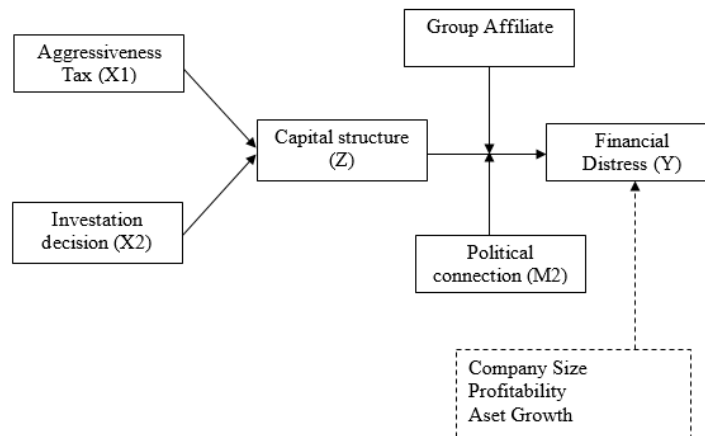 Group Affiliate
Aggressiveness
Tax (X1)
Capital structure
(Z)
Financial
Distress (Y)
Investation
decision (X2)
Political
connection (M2)
Company Size
Profitability
Aset Growth